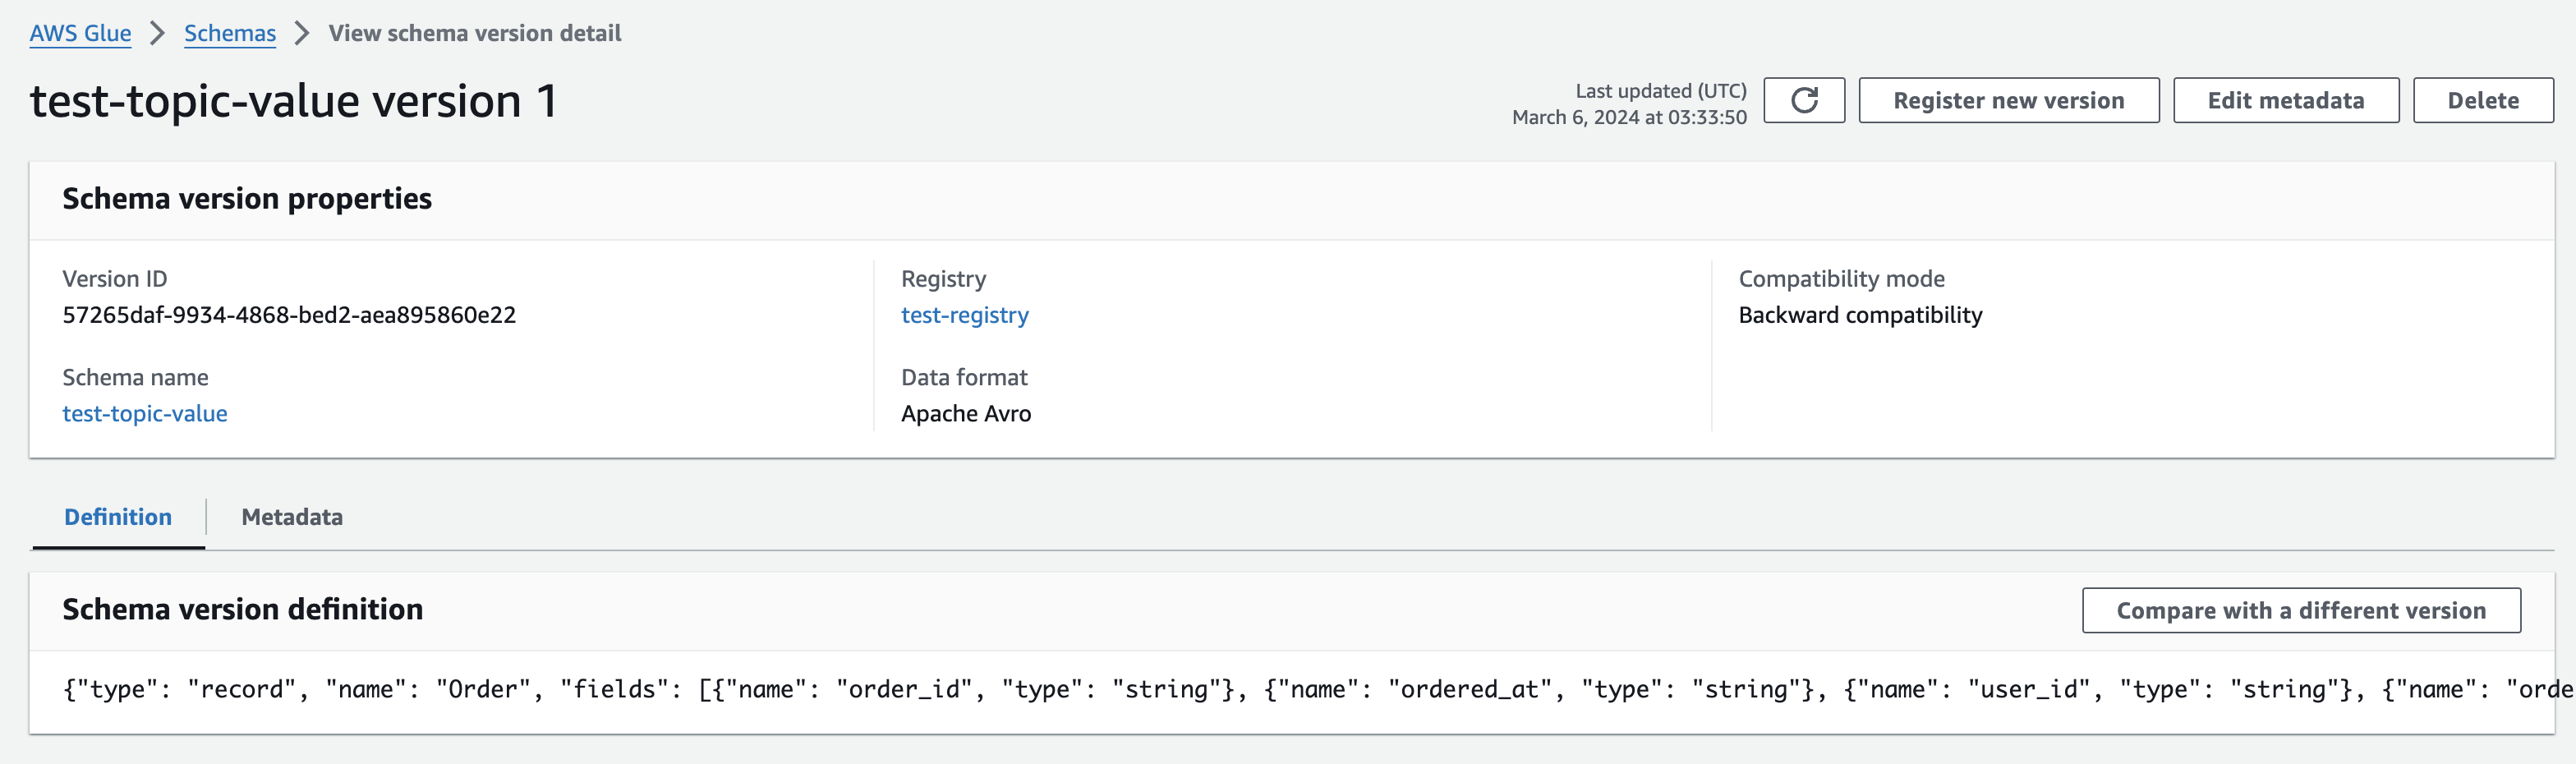 AWS Glue > Schemas > View schema version detail
test-topic-value version 1
Last updated (UTC)
March 6, 2024 at 03:33:50
Register new version
Edit metadata
Delete
Schema version properties
Version ID
57265daf-9934-4868-bed2-aea895860e22
Schema name
test-topic-value
Registry
test-registry
Data format
Apache Avro
Compatibility mode
Backward compatibility
Definition
Metadata
Schema version definition
Compare with a different version
{"type": "record", "name": "Order", "fields": [{"name": "order_id", "type": "string"}, {"name": "ordered_at", "type": "string"}, {"name": "user_id", "type": "string"}, {"name": "orde